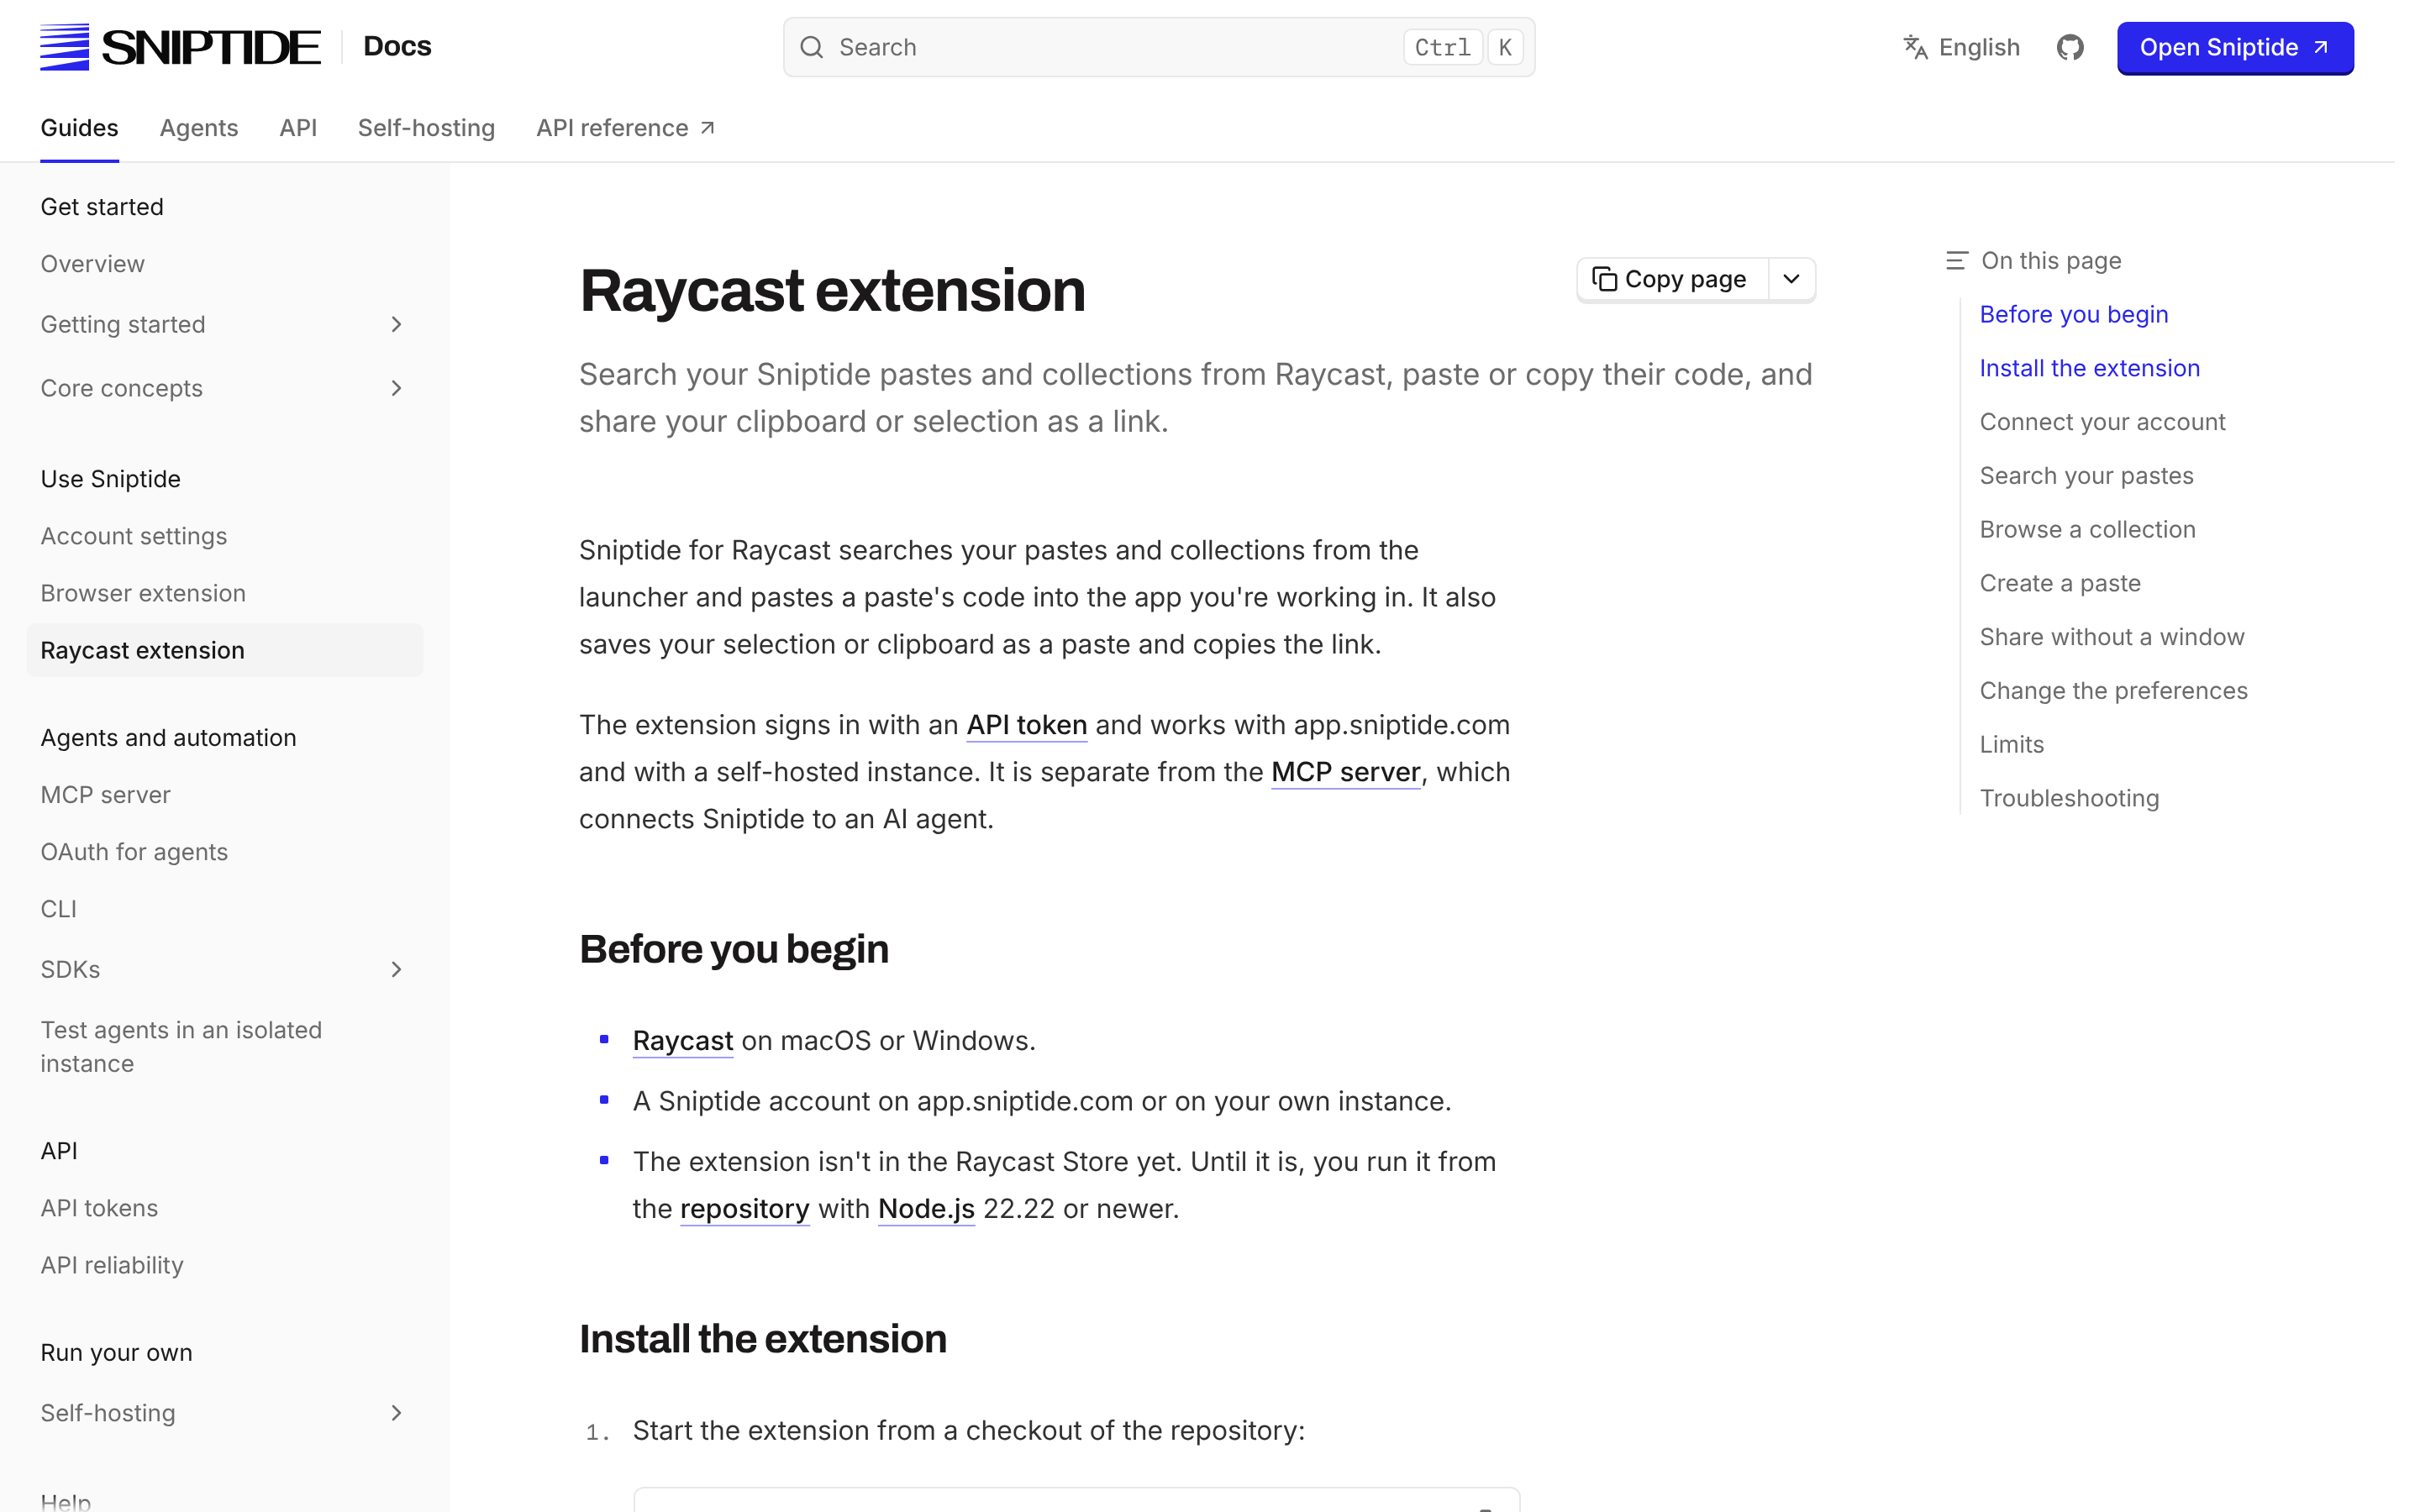 SNIPTIDE Docs
Search Ctrl K
English
Open Sniptide
Guides Agents API Self-hosting API reference
Get started
Overview
Getting started
Core concepts
Use Sniptide
Account settings
Browser extension
Raycast extension
Agents and automation
MCP server
OAuth for agents
CLI
SDKs
Test agents in an isolated
instance
API
API tokens
API reliability
Run your own
Self-hosting
Help
Raycast extension
Copy page
Search your Sniptide pastes and collections from Raycast, paste or copy their code, and
share your clipboard or selection as a link.
Sniptide for Raycast searches your pastes and collections from the
launcher and pastes a paste's code into the app you're working in. It also
saves your selection or clipboard as a paste and copies the link.
The extension signs in with an API token and works with app.sniptide.com
and with a self-hosted instance. It is separate from the MCP server, which
connects Sniptide to an AI agent.
Before you begin
Raycast on macOS or Windows.
A Sniptide account on app.sniptide.com or on your own instance.
The extension isn't in the Raycast Store yet. Until it is, you run it from
the repository with Node.js 22.22 or newer.
Install the extension
1. Start the extension from a checkout of the repository:
On this page
Before you begin
Install the extension
Connect your account
Search your pastes
Browse a collection
Create a paste
Share without a window
Change the preferences
Limits
Troubleshooting